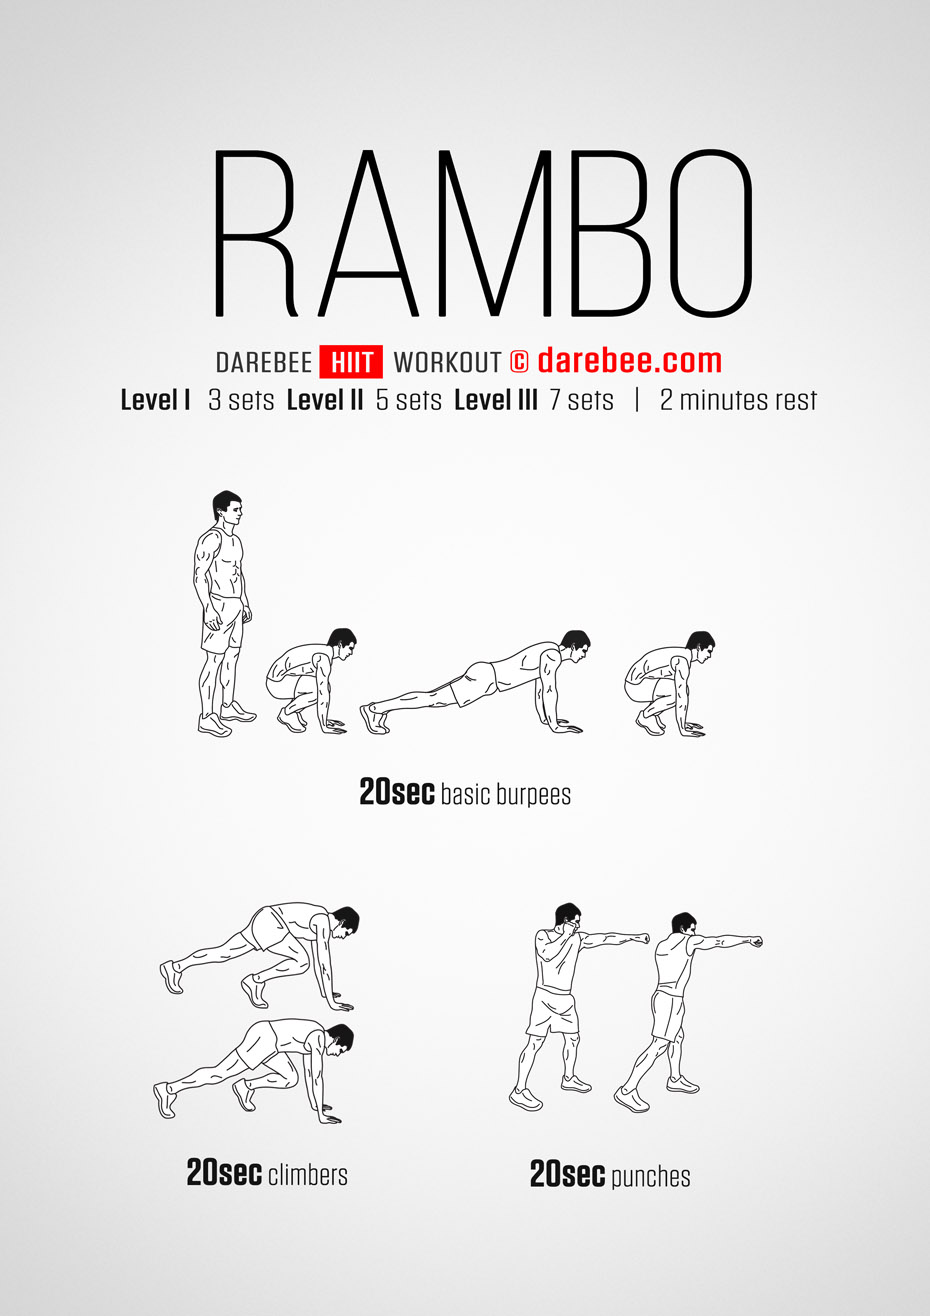 RAMBO
DAREBEE HIIT WORKOUT © darebee.com
Level I 3 sets Level II 5 sets Level III 7 sets | 2 minutes rest
20sec basic burpees
20sec climbers
20sec punches